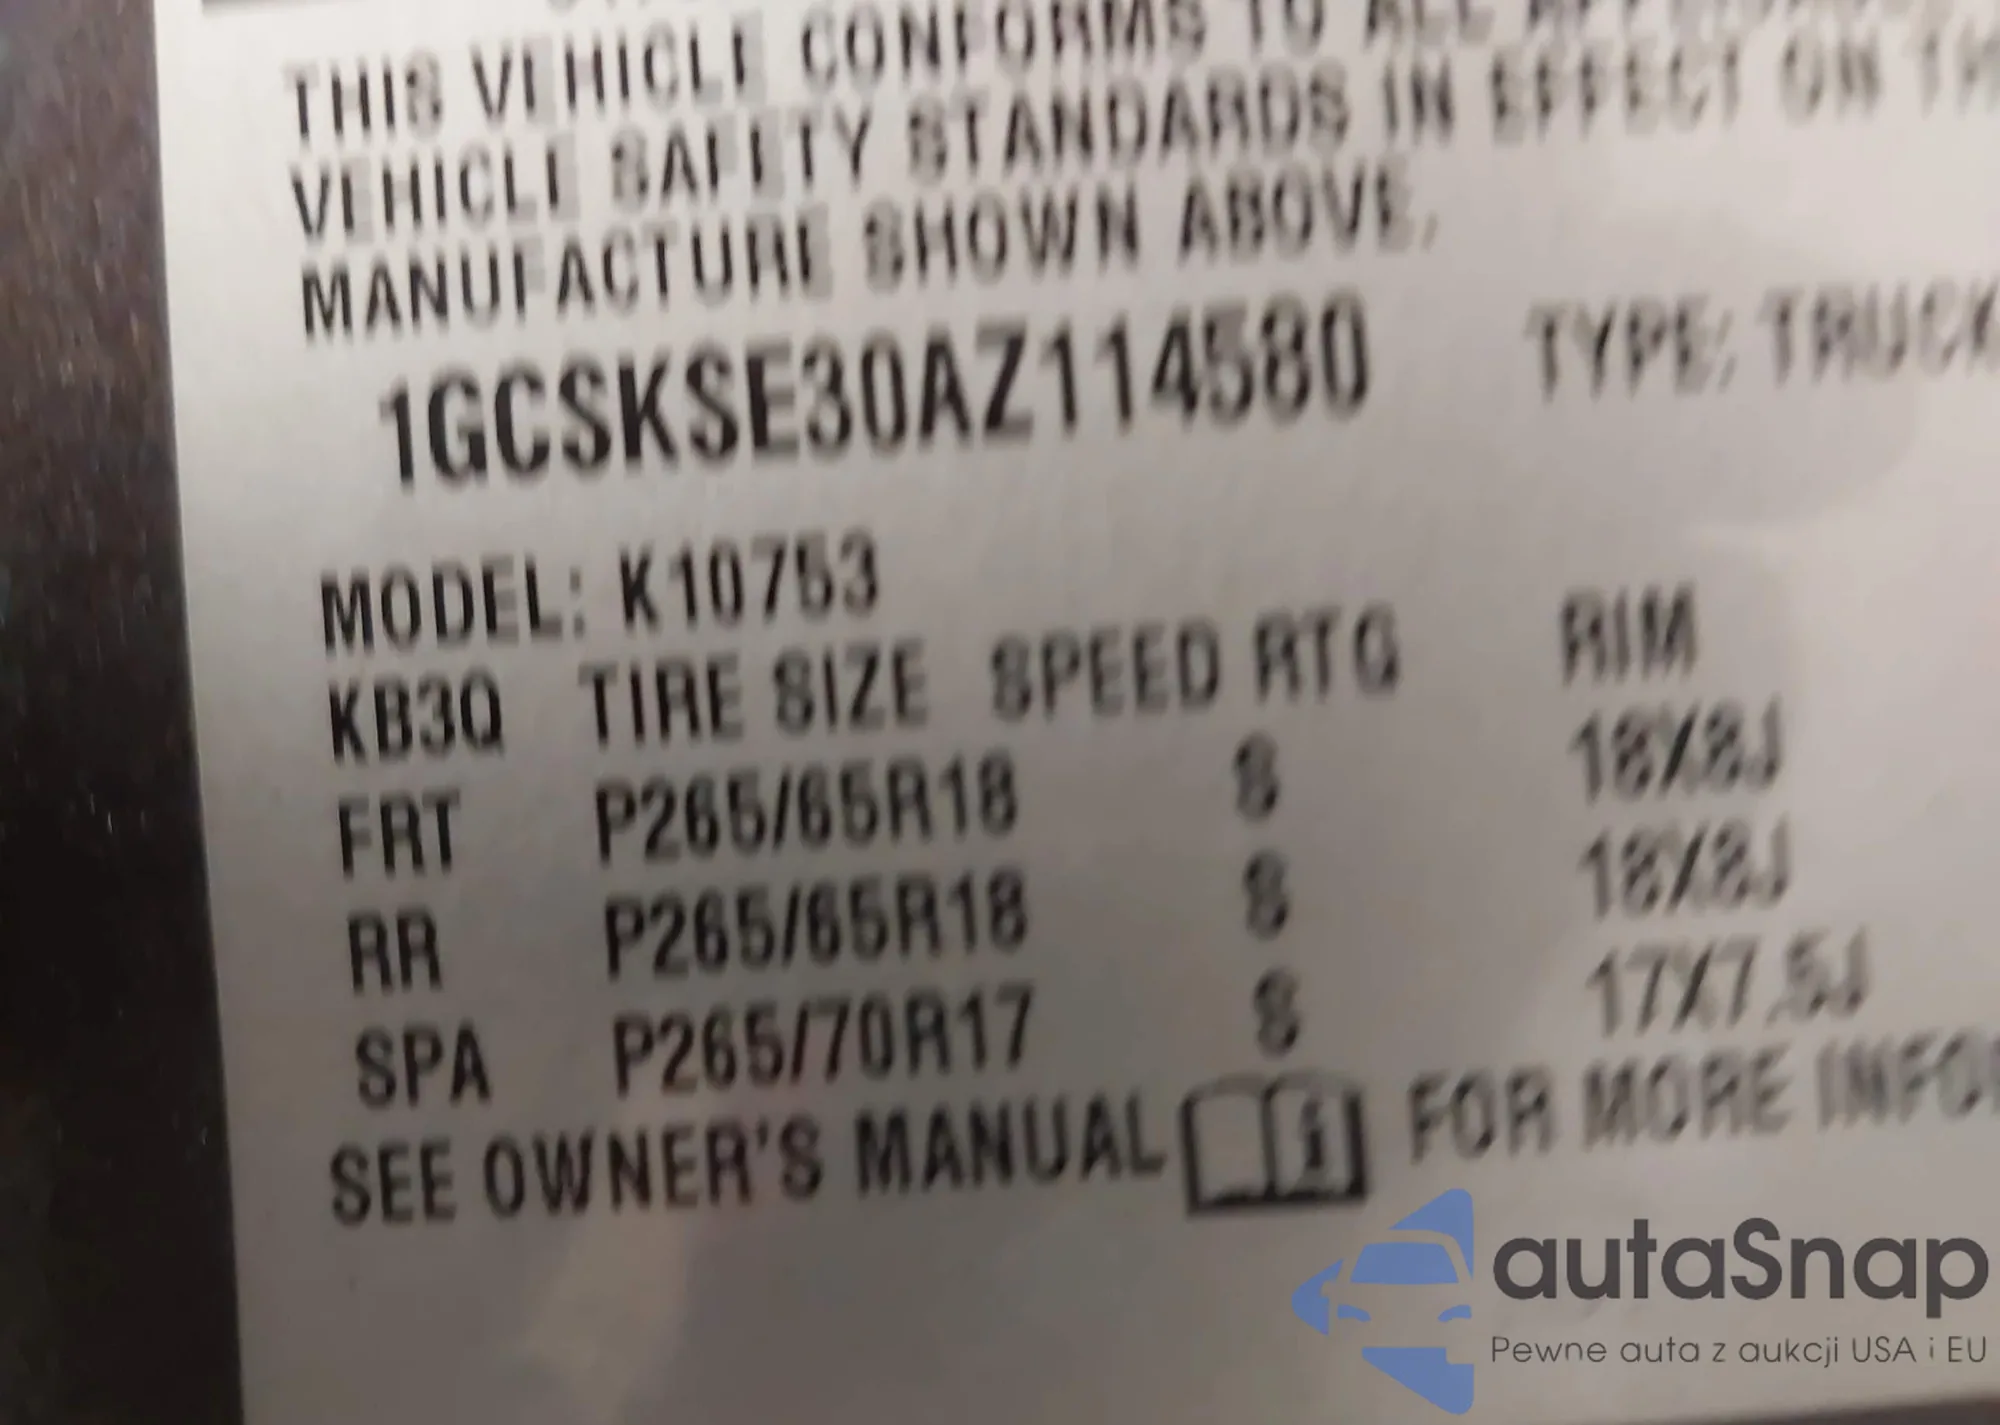 THIS VEHICLE CONFORMS TO ALL
VEHICLE SAFETY STANDARDS IN EFFECT ON
MANUFACTURE SHOWN ABOVE.
1GCSKSE30AZ114580 TYPE: TRUCK
MODEL: K10753
KB3Q TIRE SIZE SPEED RTG RIM
FRT P265/65R18 S 18X8J
RR P265/65R18 S 18X8J
SPA P265/70R17 S 17X7.5J
SEE OWNER'S MANUAL FOR MORE
autaSnap
Pewne auta z aukcji USA i EU